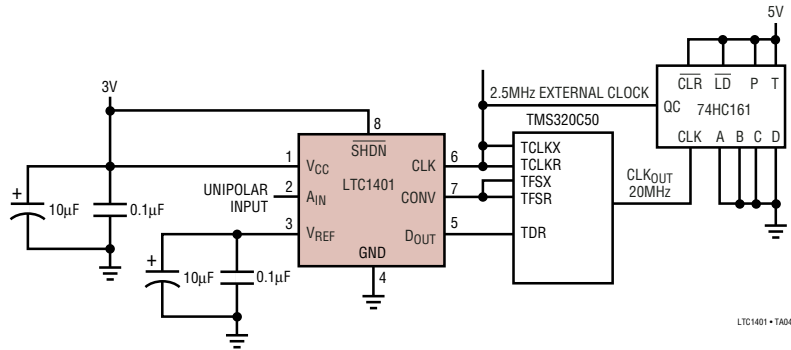 5V
CLR LD P T
QC 74HC161
CLK A B C D
2.5MHz EXTERNAL CLOCK
TMS320C50
TCLKX
TCLKR
TFSX
TFSR
TDR
CLKOUT
20MHz
3V
8
SHDN
1 VCC CLK 6
LTC1401
UNIPOLAR
INPUT
2 AIN CONV 7
3 VREF DOUT 5
GND
4
+
10µF
0.1µF
+
10µF
0.1µF
LTC1401 • TA04